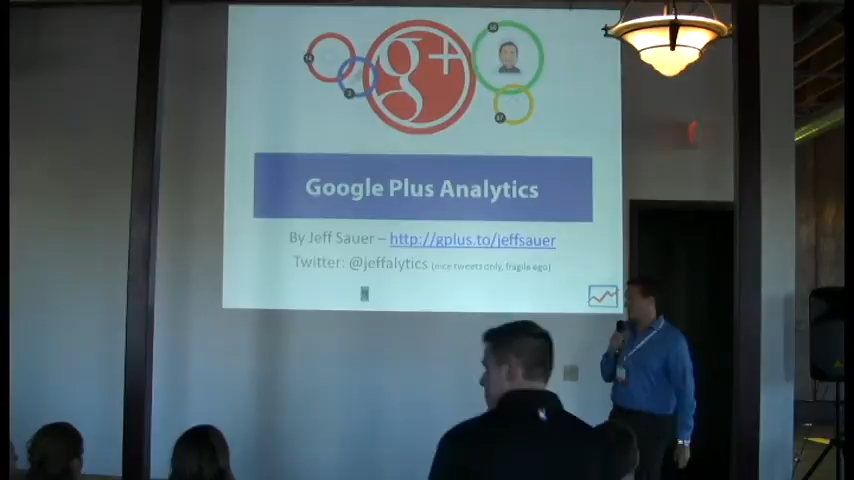 g+
Google Plus Analytics
By Jeff Sauer – http://gplus.to/jeffsauer
Twitter: @jeffalytics (nice tweets only, fragile ego)